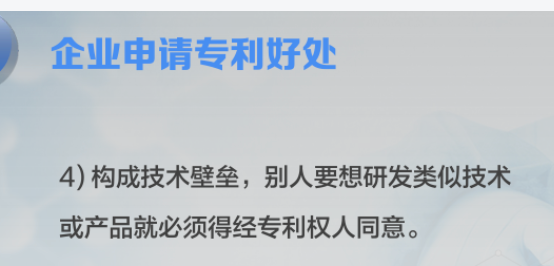 企业申请专利好处
4) 构成技术壁垒，别人要想研发类似技术
或产品就必须得经专利权人同意。